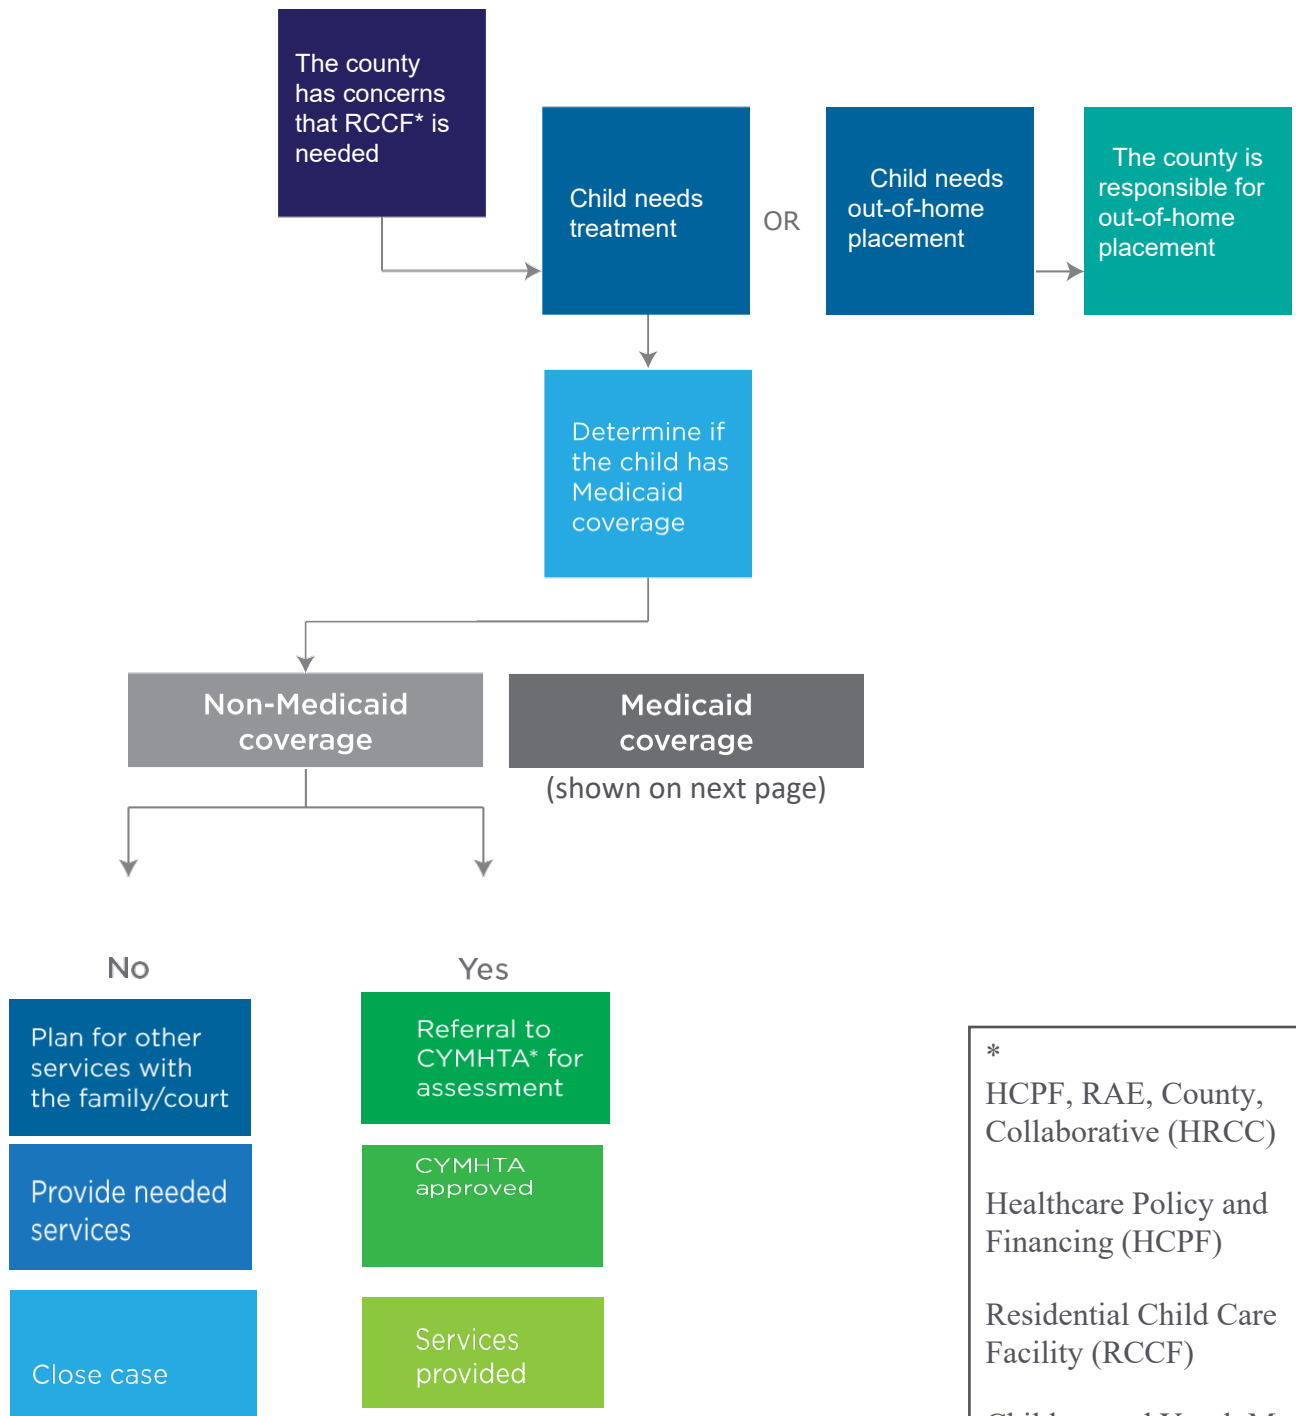 The county
has concerns
that RCCF* is
needed
Child needs
treatment
OR
Child needs
out-of-home
placement
The county is
responsible for
out-of-home
placement
Determine if
the child has
Medicaid
coverage
Non-Medicaid
coverage
Medicaid
coverage
(shown on next page)
No
Plan for other
services with
the family/court
Provide needed
services
Close case
Yes
Referral to
CYMHTA* for
assessment
CYMHTA
approved
Services
provided
*
HCPF, RAE, County,
Collaborative (HRCC)
Healthcare Policy and
Financing (HCPF)
Residential Child Care
Facility (RCCF)